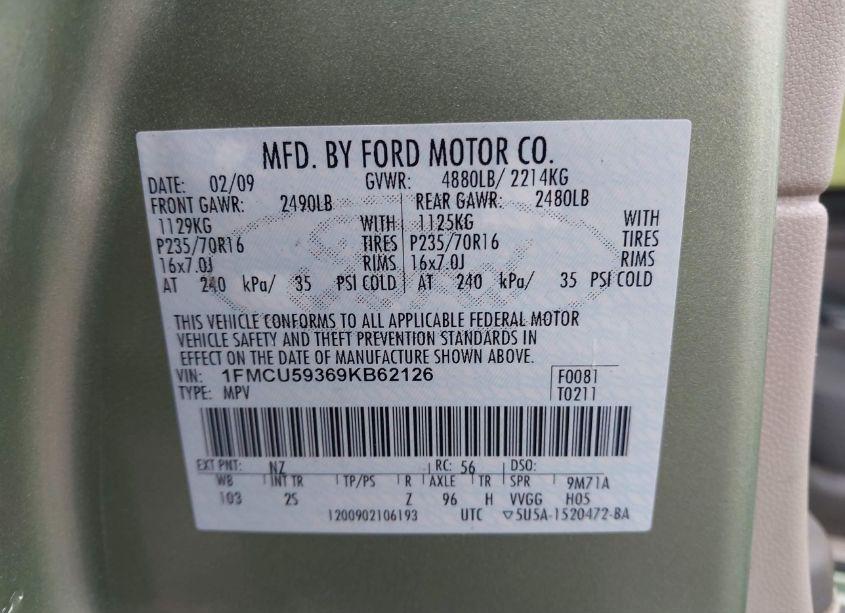 MFD. BY FORD MOTOR CO.
DATE: 02/09 GVWR: 4880LB/ 2214KG
FRONT GAWR: 2490LB REAR GAWR: 2480LB
1129KG WITH 1125KG WITH
P235/70R16 TIRES P235/70R16 TIRES
16x7.0J RIMS 16x7.0J RIMS
AT 240 kPa/ 35 PSI COLD AT 240 kPa/ 35 PSI COLD
THIS VEHICLE CONFORMS TO ALL APPLICABLE FEDERAL MOTOR
VEHICLE SAFETY AND THEFT PREVENTION STANDARDS IN
EFFECT ON THE DATE OF MANUFACTURE SHOWN ABOVE.
VIN: 1FMCU59369KB62126 F0081
TYPE: MPV T0211
EXT PNT: NZ RC: 56 DSO:
WB INT TR TP/PS R AXLE TR SPR 9M71A
103 2S Z 96 H VVGG H05
1200902106193 UTC ▽5U5A-1520472-BA